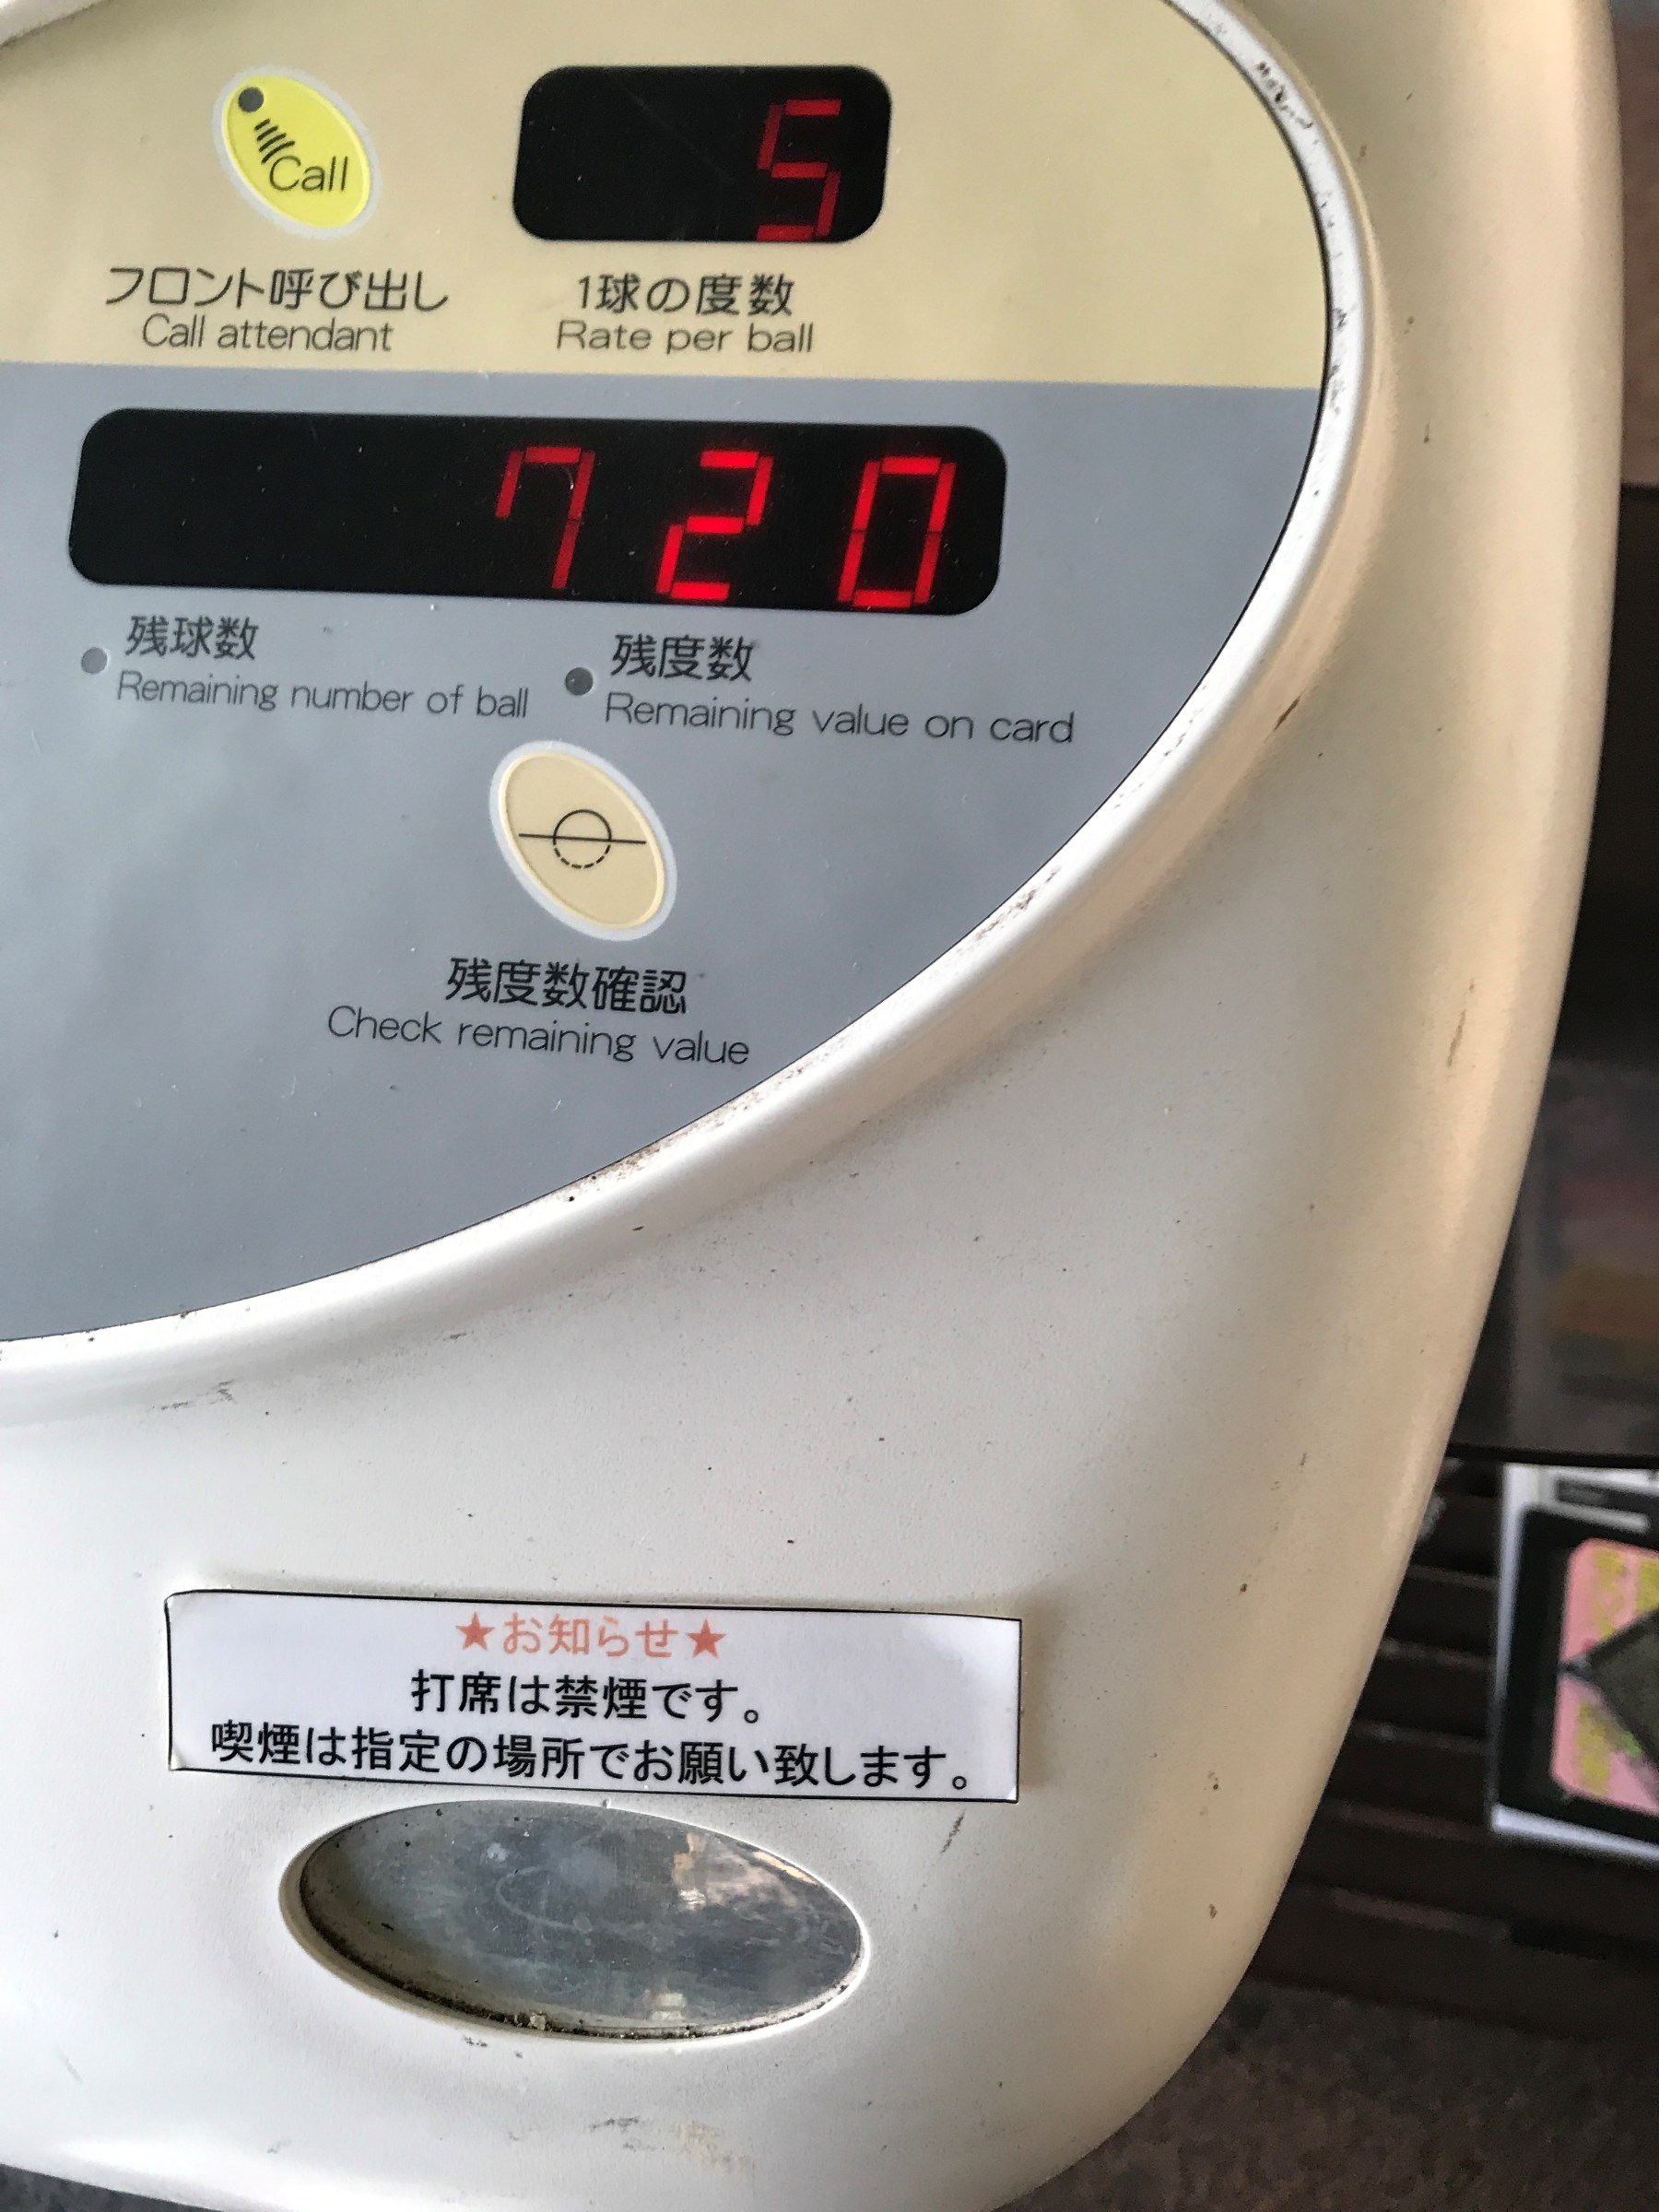 Call
5
フロント呼び出し
Call attendant
1球の度数
Rate per ball
720
残球数
Remaining number of ball
残度数
Remaining value on card
残度数確認
Check remaining value
★お知らせ★
打席は禁煙です。
喫煙は指定の場所でお願い致します。